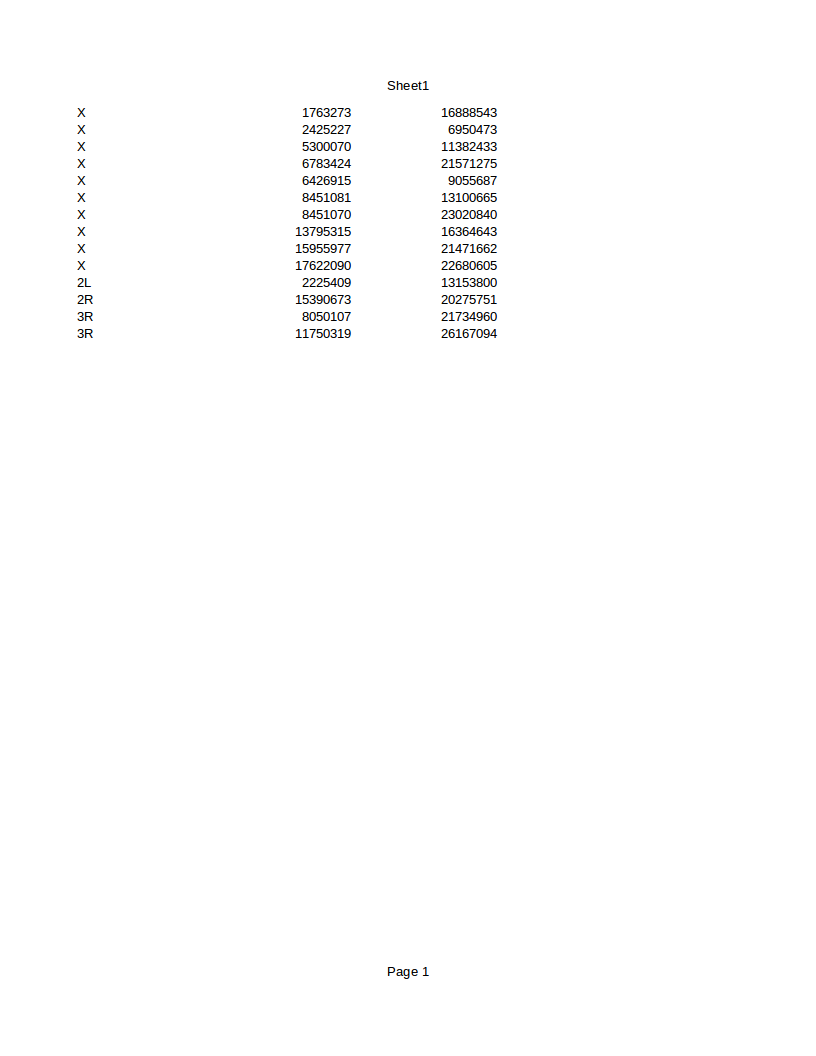 Sheet1
X 1763273 16888543
X 2425227 6950473
X 5300070 11382433
X 6783424 21571275
X 6426915 9055687
X 8451081 13100665
X 8451070 23020840
X 13795315 16364643
X 15955977 21471662
X 17622090 22680605
2L 2225409 13153800
2R 15390673 20275751
3R 8050107 21734960
3R 11750319 26167094
Page 1